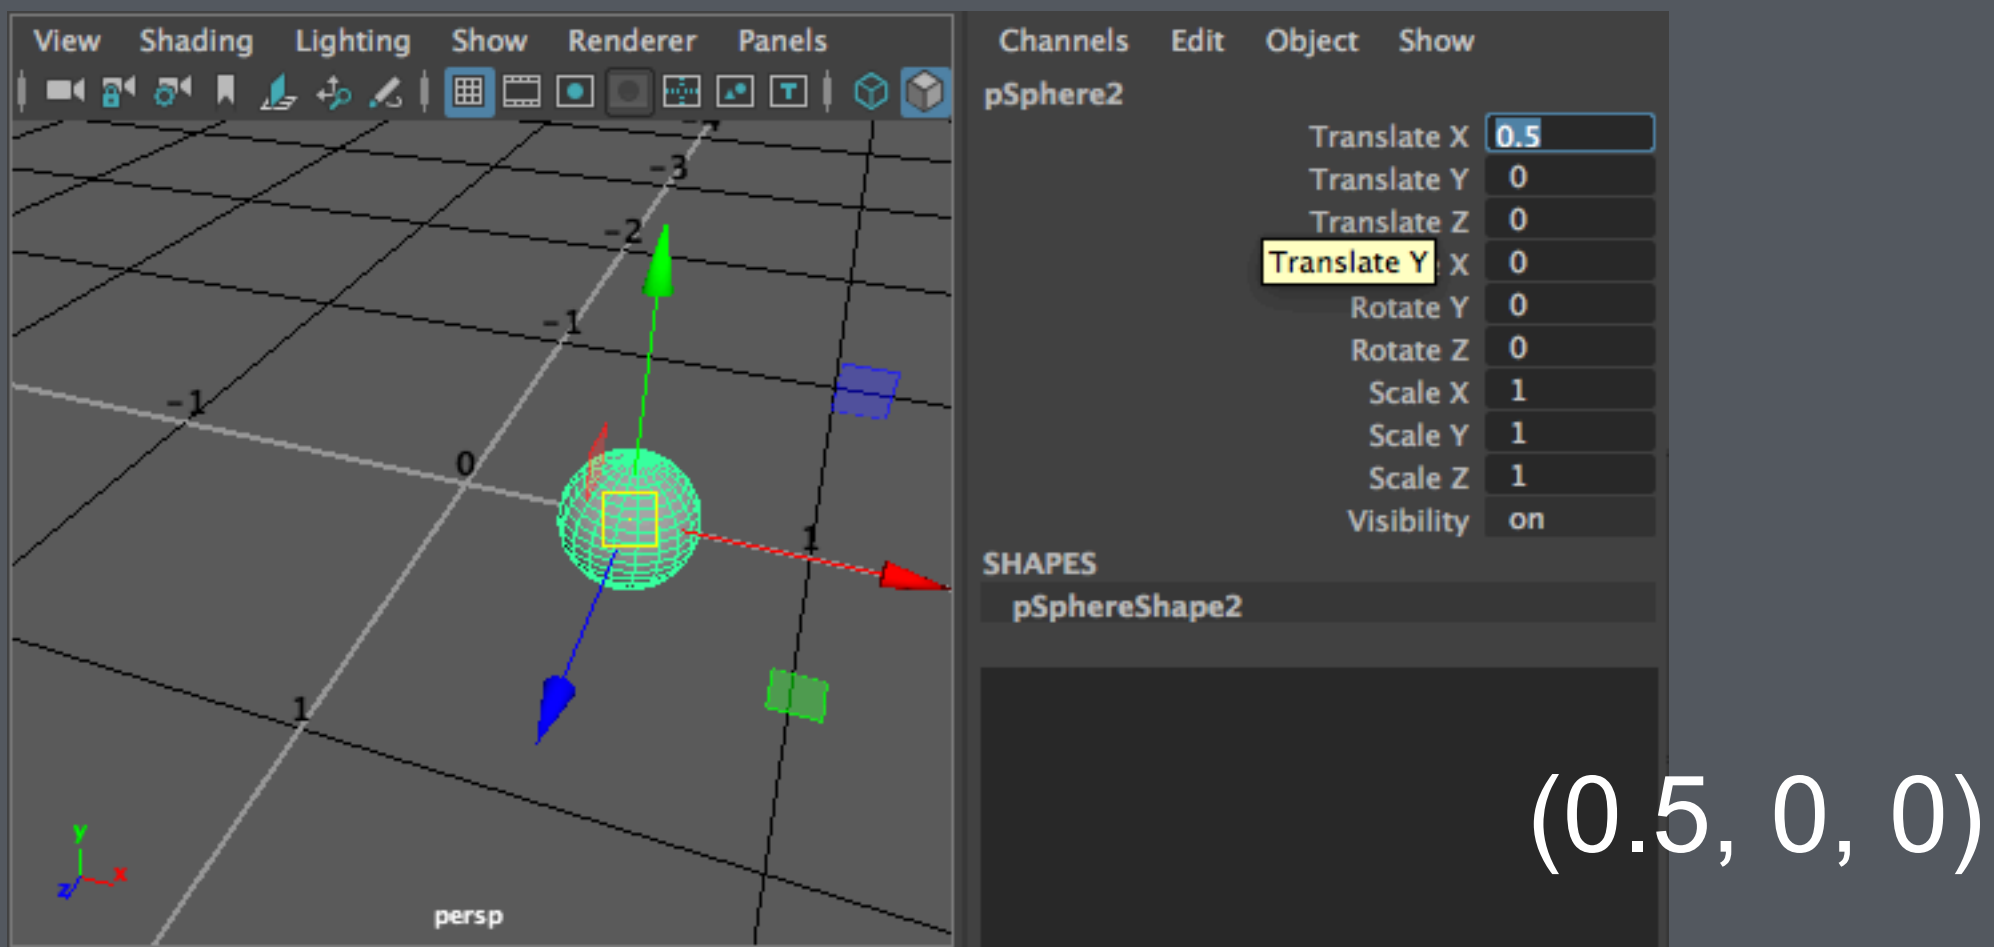 View Shading Lighting Show Renderer Panels
-4
-3
-2
-1
-1
0
1
1
y
x
z
persp
Channels Edit Object Show
pSphere2
Translate X 0.5
Translate Y 0
Translate Z 0
Translate Y X 0
Rotate Y 0
Rotate Z 0
Scale X 1
Scale Y 1
Scale Z 1
Visibility on
SHAPES
pSphereShape2
(0.5, 0, 0)